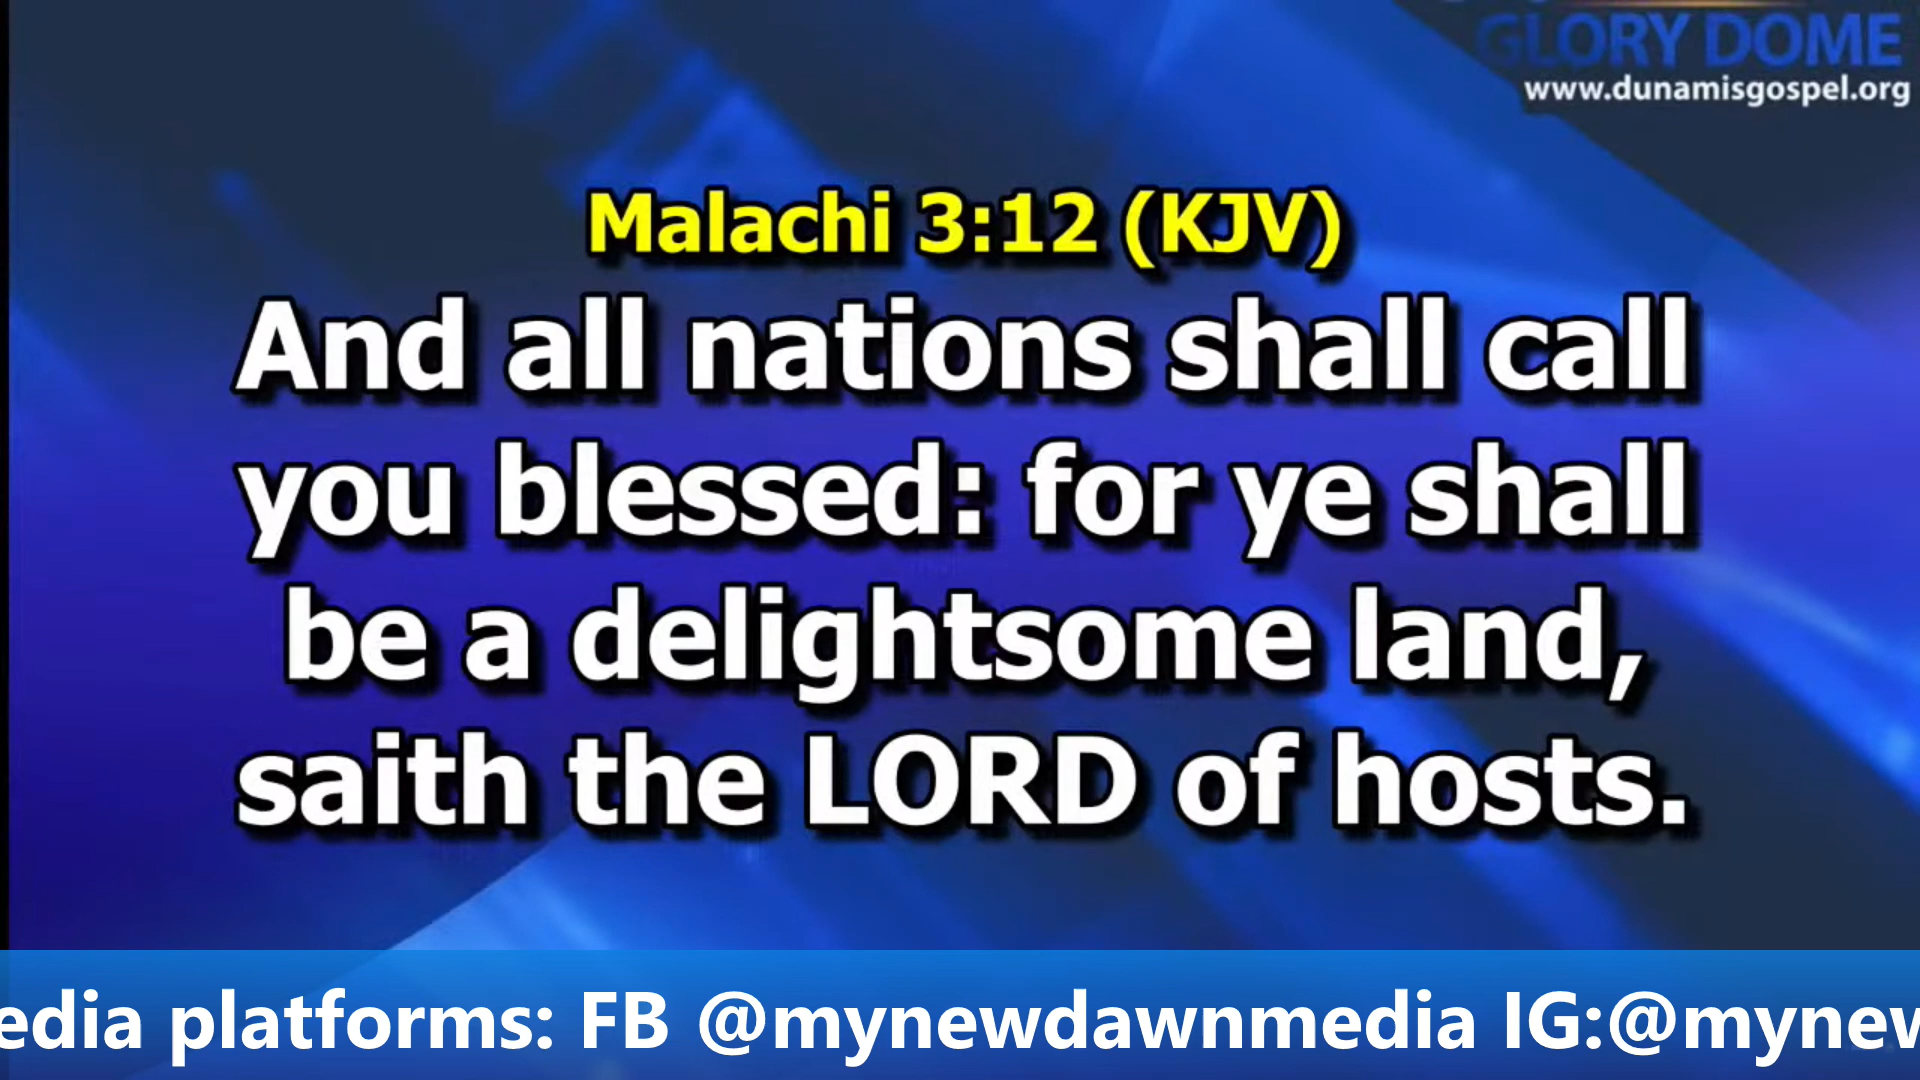 GLORY DOME
www.dunamisgospel.org
Malachi 3:12 (KJV)
And all nations shall call
you blessed: for ye shall
be a delightsome land,
saith the LORD of hosts.
edia platforms: FB @mynewdawnmedia IG:@mynew